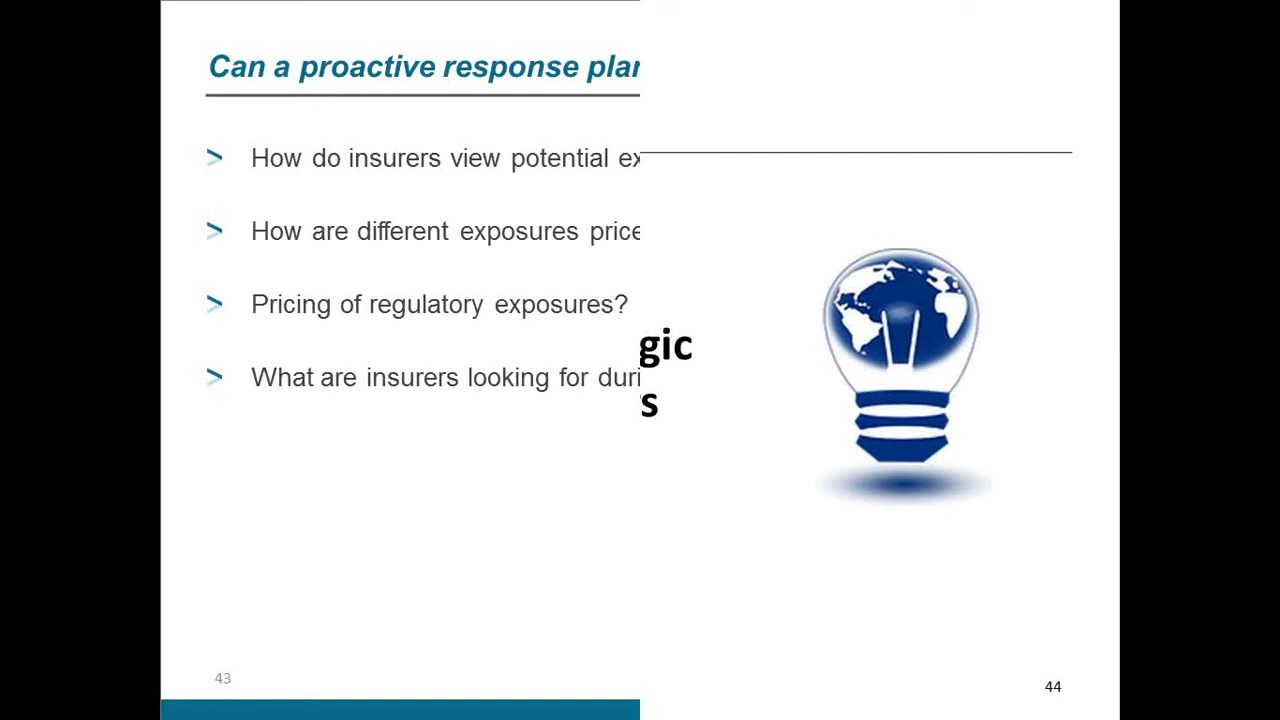 Can a proactive response plan
> How do insurers view potential ex
> How are different exposures price
> Pricing of regulatory exposures?
> What are insurers looking for duri
gic
s
43
44